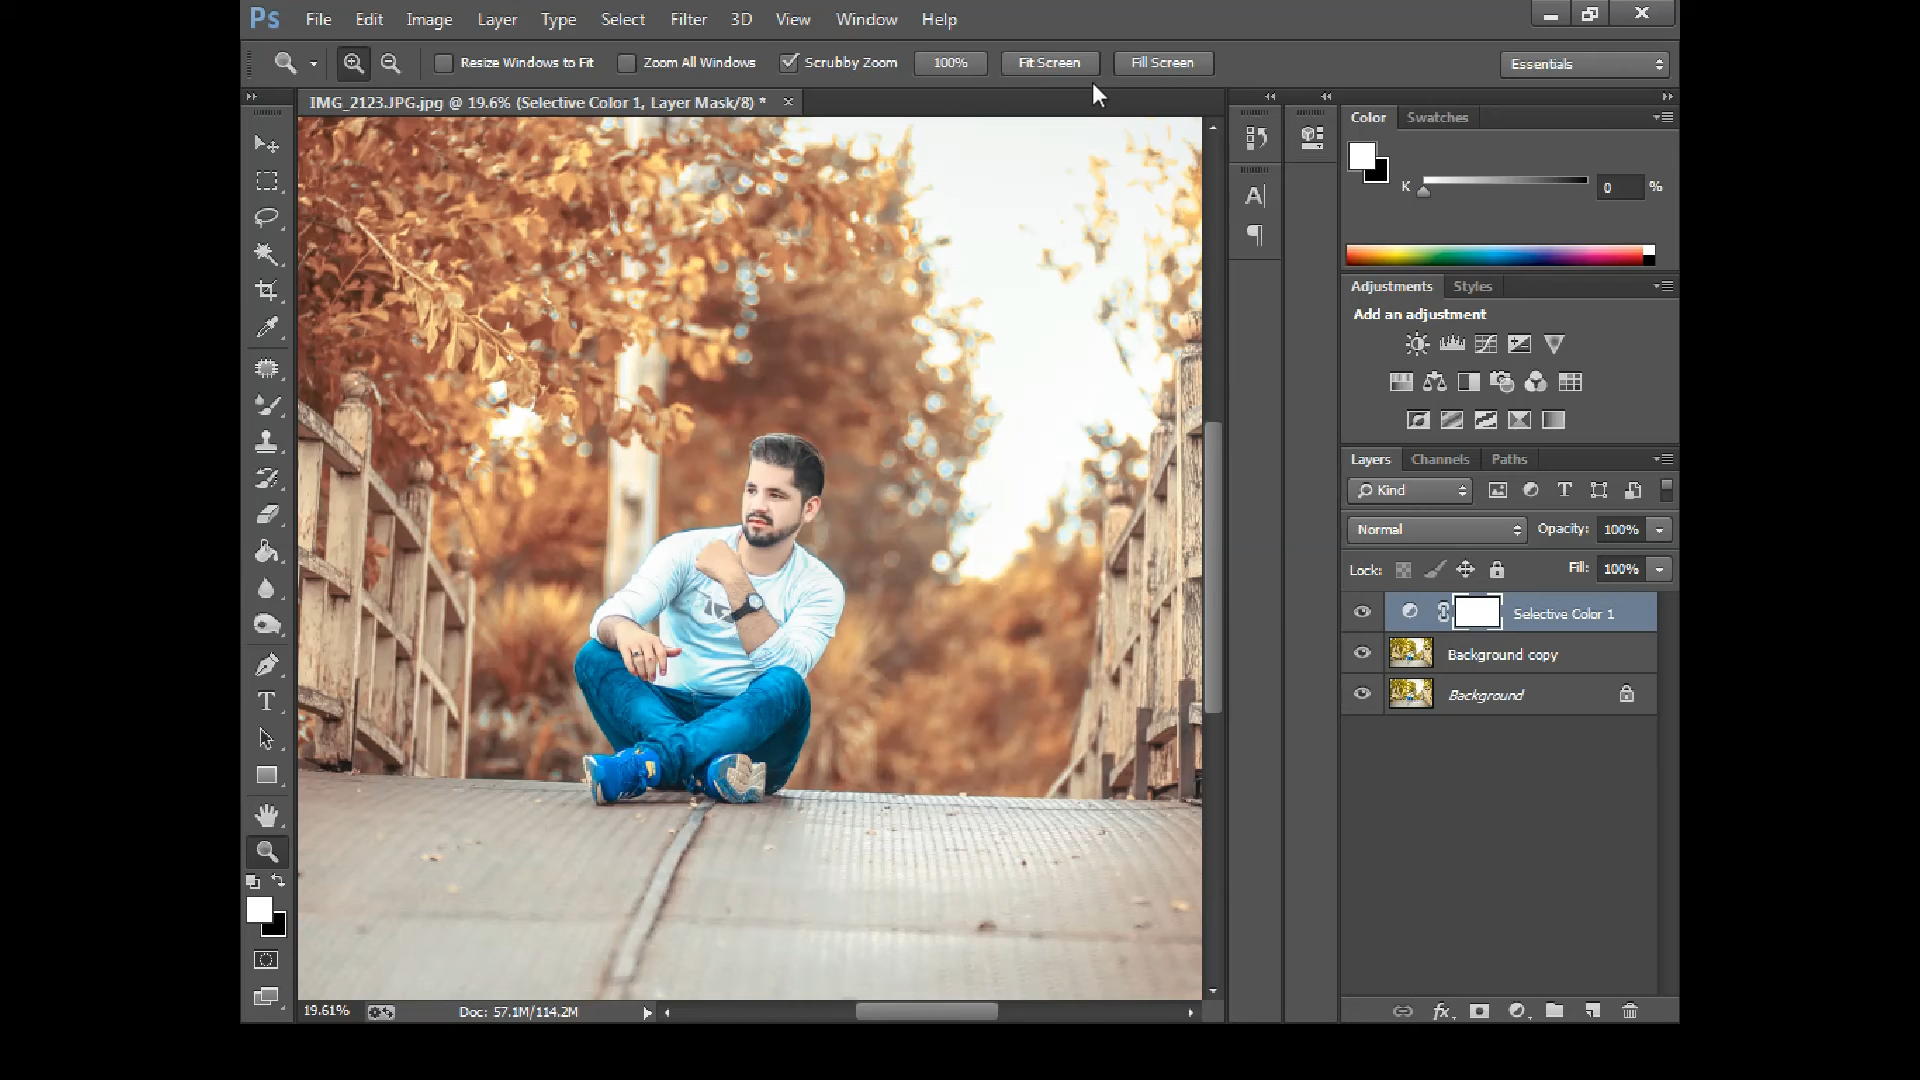 Ps File Edit Image Layer Type Select Filter 3D View Window Help
Resize Windows to Fit Zoom All Windows Scrubby Zoom 100% Fit Screen Fill Screen Essentials
IMG_2123.JPG.jpg @ 19.6% (Selective Color 1, Layer Mask/8) *
Color Swatches
K 0 %
Adjustments Styles
Add an adjustment
Layers Channels Paths
Kind
Normal Opacity: 100%
Lock: Fill: 100%
Selective Color 1
Background copy
Background
19.61% Doc: 57.1M/114.2M